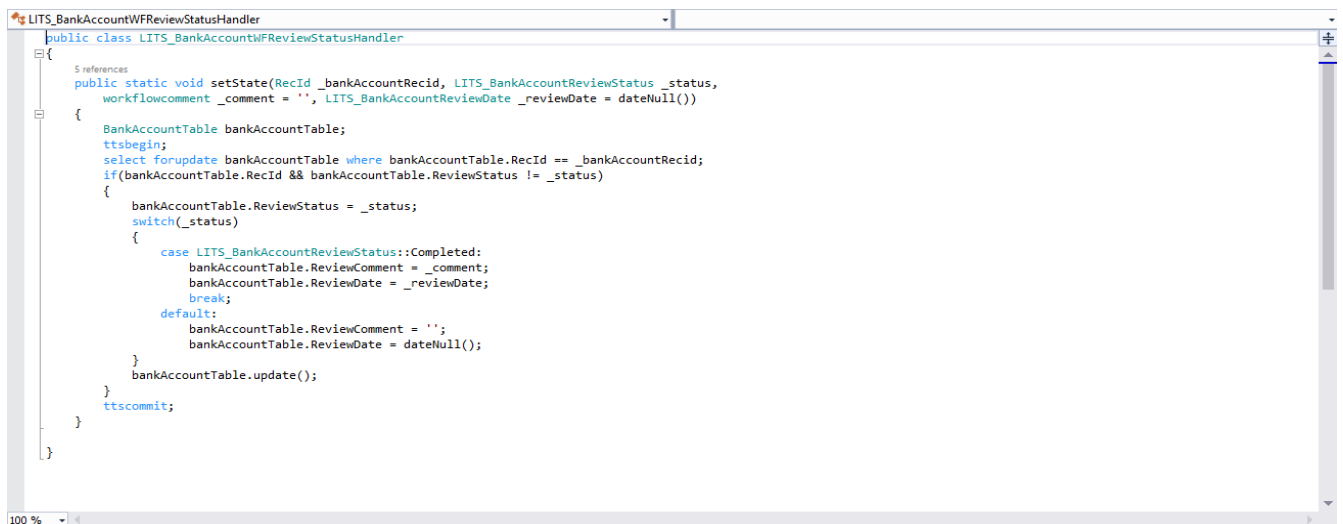 LITS_BankAccountWFReviewStatusHandler
public class LITS_BankAccountWFReviewStatusHandler
{
5 references
public static void setState(RecId _bankAccountRecid, LITS_BankAccountReviewStatus _status,
workflowcomment _comment = '', LITS_BankAccountReviewDate _reviewDate = dateNull())
{
BankAccountTable bankAccountTable;
ttsbegin;
select forupdate bankAccountTable where bankAccountTable.RecId == _bankAccountRecid;
if(bankAccountTable.RecId && bankAccountTable.ReviewStatus != _status)
{
bankAccountTable.ReviewStatus = _status;
switch(_status)
{
case LITS_BankAccountReviewStatus::Completed:
bankAccountTable.ReviewComment = _comment;
bankAccountTable.ReviewDate = _reviewDate;
break;
default:
bankAccountTable.ReviewComment = '';
bankAccountTable.ReviewDate = dateNull();
}
bankAccountTable.update();
}
ttscommit;
}
}
100 %